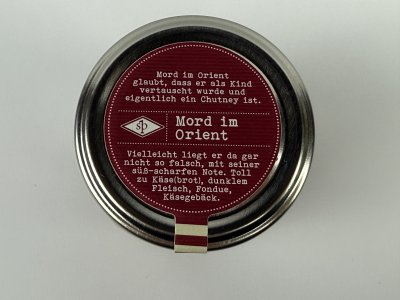 Mord im Orient
glaubt, dass er als Kind
vertauscht wurde und
eigentlich ein Chutney ist.
sp
Mord im
Orient
Vielleicht liegt er da gar
nicht so falsch, mit seiner
süß-scharfen Note. Toll
zu Käse(brot), dunklem
Fleisch, Fondue,
Käsegebäck.